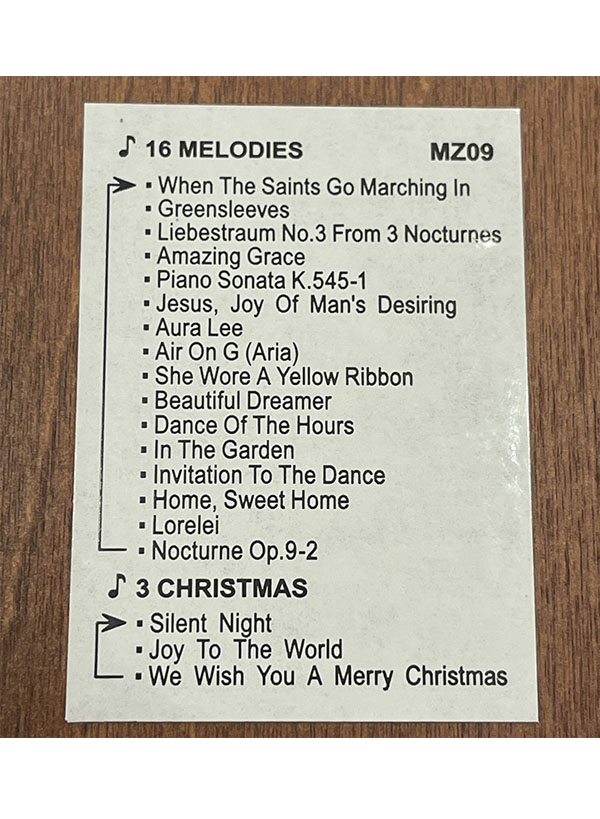 ♪ 16 MELODIES MZ09
▪ When The Saints Go Marching In
▪ Greensleeves
▪ Liebestraum No.3 From 3 Nocturnes
▪ Amazing Grace
▪ Piano Sonata K.545-1
▪ Jesus, Joy Of Man's Desiring
▪ Aura Lee
▪ Air On G (Aria)
▪ She Wore A Yellow Ribbon
▪ Beautiful Dreamer
▪ Dance Of The Hours
▪ In The Garden
▪ Invitation To The Dance
▪ Home, Sweet Home
▪ Lorelei
▪ Nocturne Op.9-2
♪ 3 CHRISTMAS
▪ Silent Night
▪ Joy To The World
▪ We Wish You A Merry Christmas